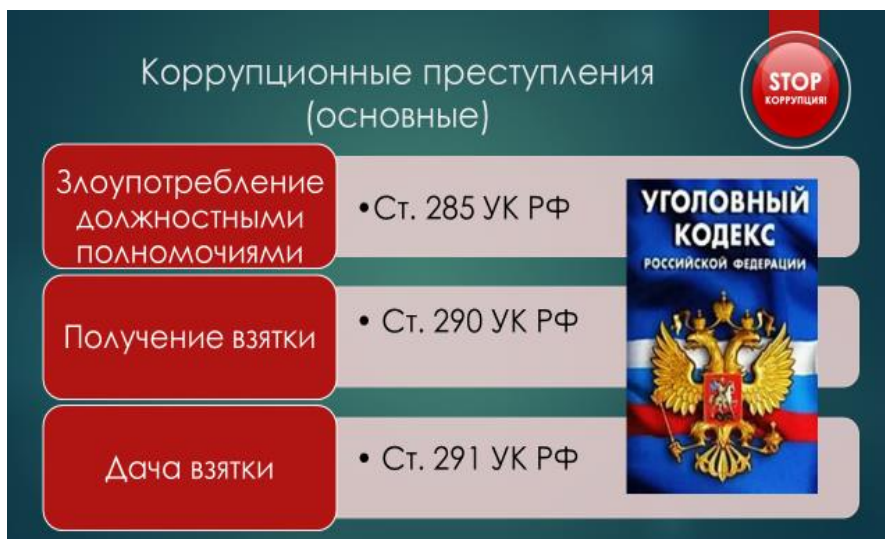 Коррупционные преступления
(основные)
STOP
КОРРУПЦИЯ!
Злоупотребление
должностными
полномочиями
•Ст. 285 УК РФ
УГОЛОВНЫЙ
КОДЕКС
РОССИЙСКОЙ ФЕДЕРАЦИИ
Получение взятки
• Ст. 290 УК РФ
Дача взятки
• Ст. 291 УК РФ